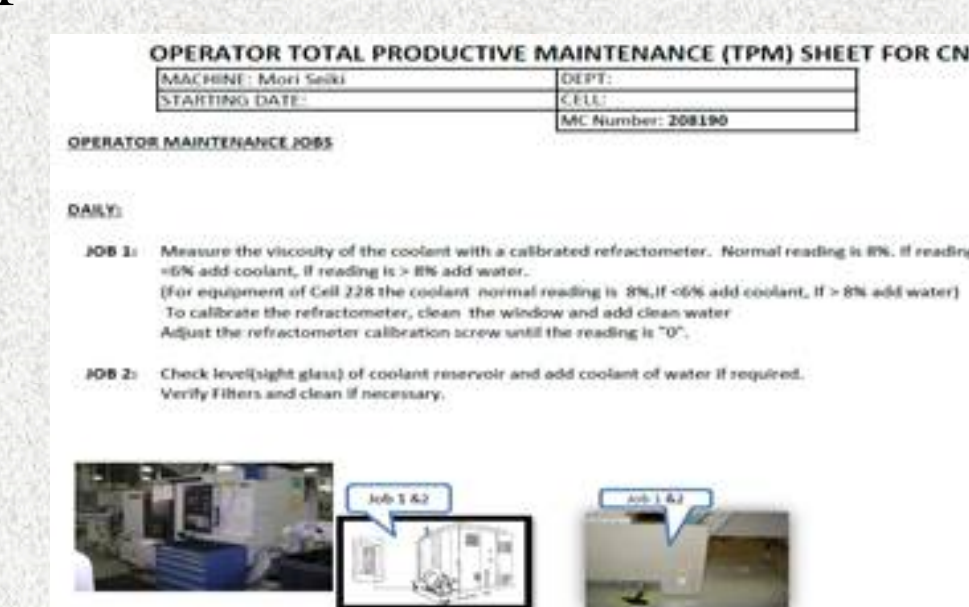 OPERATOR TOTAL PRODUCTIVE MAINTENANCE (TPM) SHEET FOR CN
MACHINE: Mori Seiki DEPT:
STARTING DATE: CELL:
MC Number: 208190
OPERATOR MAINTENANCE JOBS
DAILY:
JOB 1: Measure the viscosity of the coolant with a calibrated refractometer. Normal reading is 8%. If reading
<6% add coolant, if reading is > 8% add water.
(For equipment of Cell 228 the coolant normal reading is 8%,If <6% add coolant, If > 8% add water)
To calibrate the refractometer, clean the window and add clean water
Adjust the refractometer calibration screw until the reading is "0".
JOB 2: Check level(sight glass) of coolant reservoir and add coolant of water if required.
Verify Filters and clean if necessary.
Job 1 &2
Job 1 &2